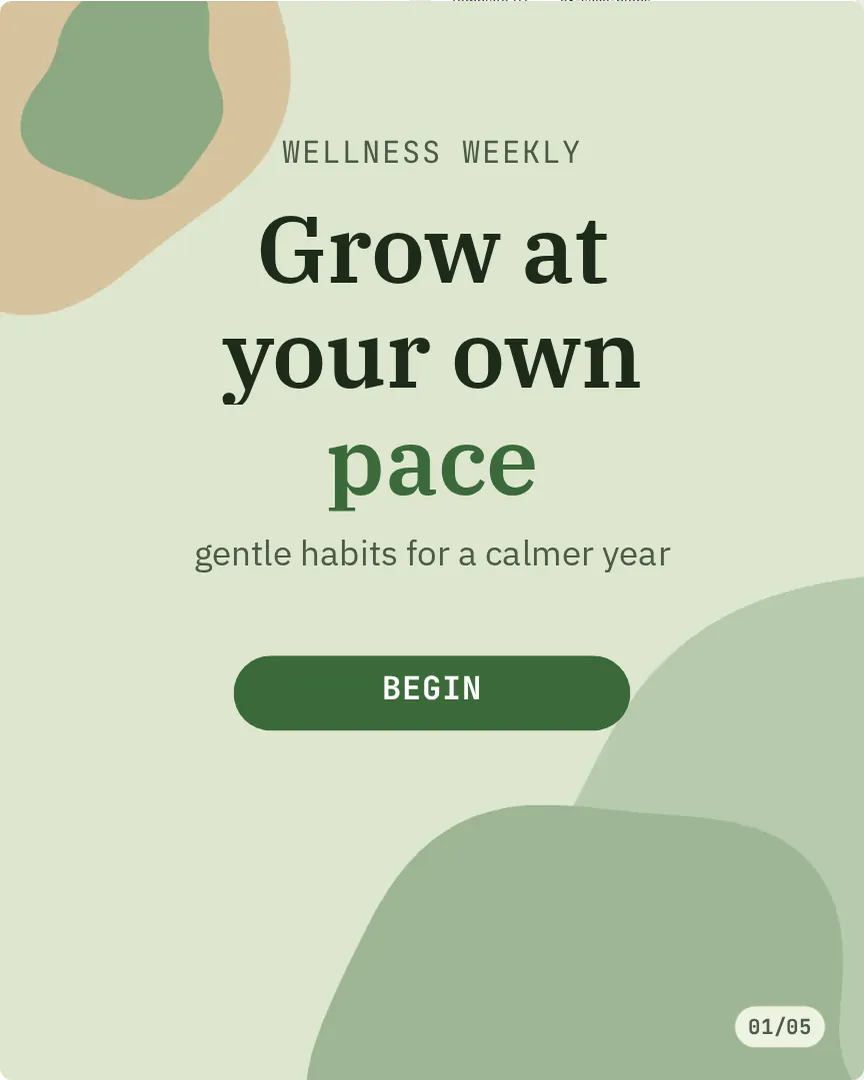 WELLNESS WEEKLY
Grow at
your own
pace
gentle habits for a calmer year
BEGIN
01/05